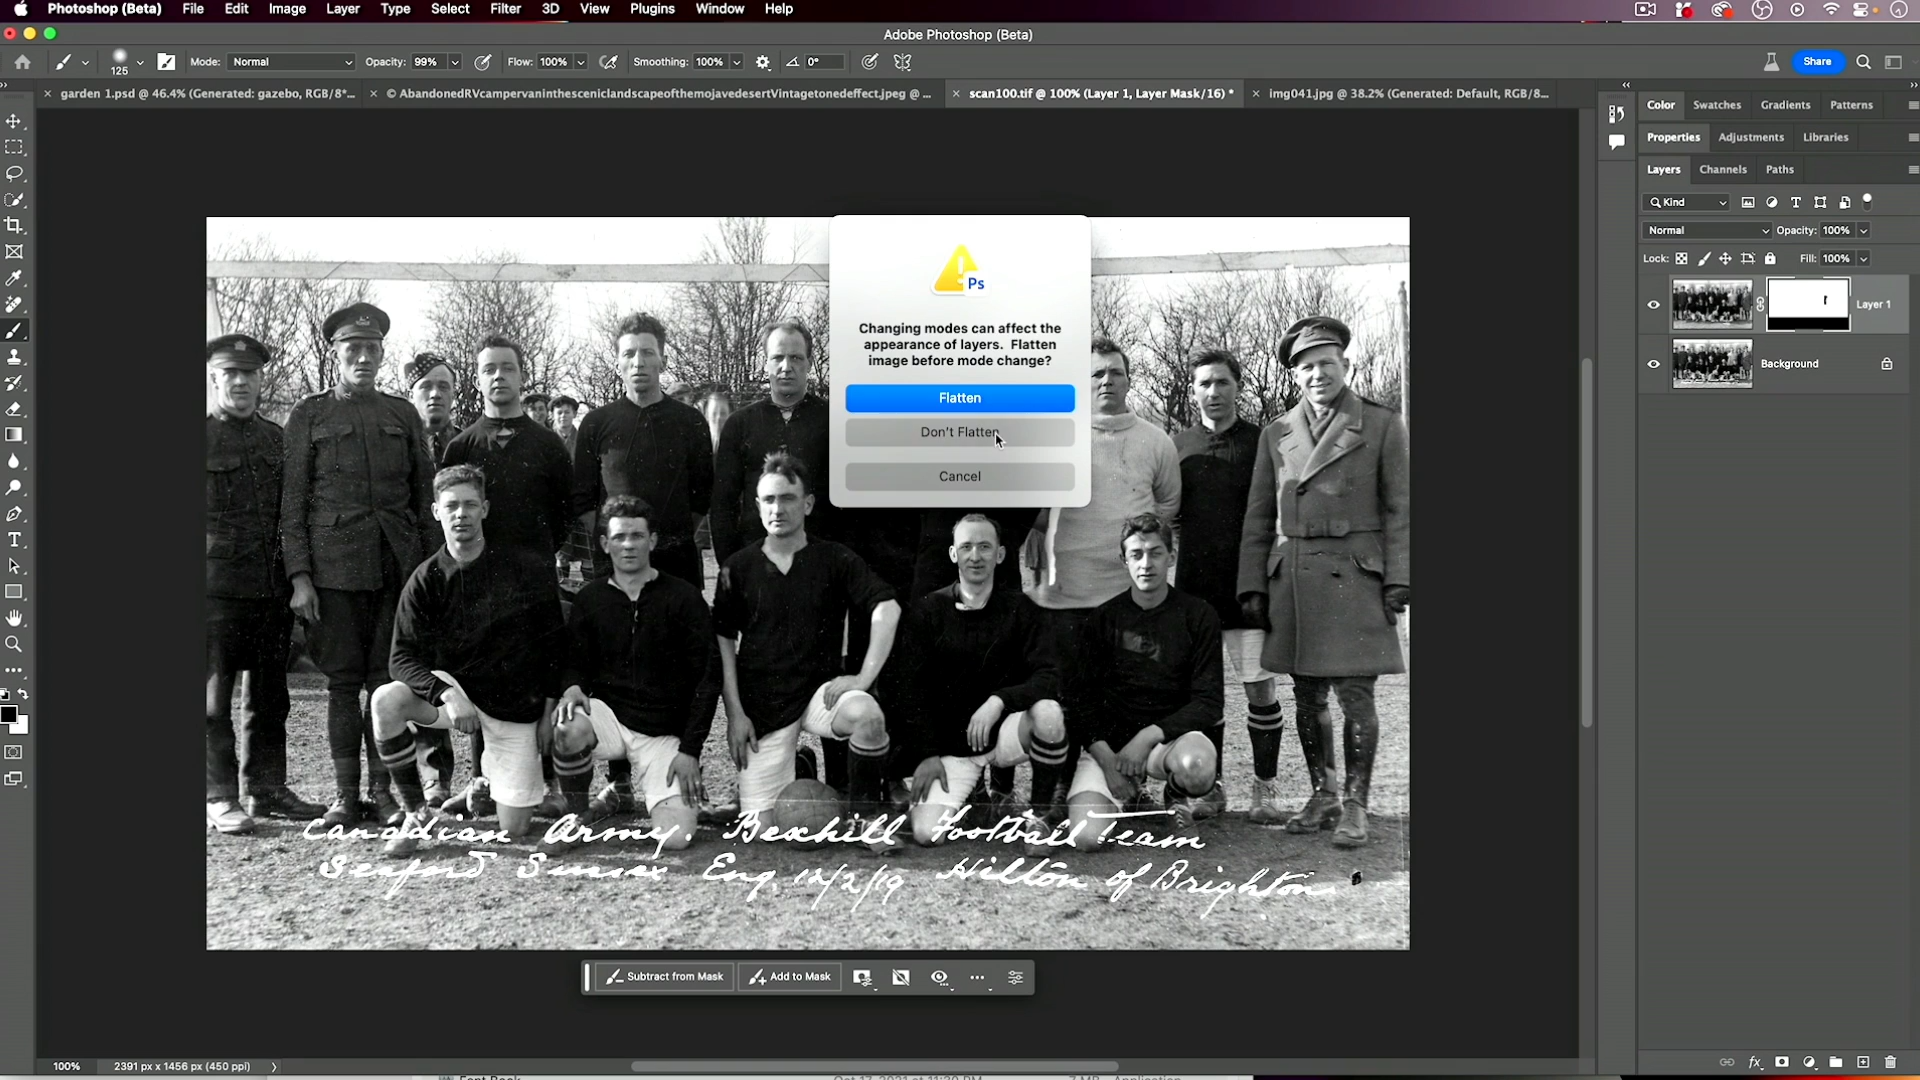 Photoshop (Beta) File Edit Image Layer Type Select Filter 3D View Plugins Window Help
Adobe Photoshop (Beta)
125 Mode: Normal Opacity: 99% Flow: 100% Smoothing: 100% 0° Share
× garden 1.psd @ 46.4% (Generated: gazebo, RGB/8*... × © AbandonedRVcampervaninthesceniclandscapeofthemojavedesertVintagetonedeffect.jpeg @ ... × scan100.tif @ 100% (Layer 1, Layer Mask/16) * × img041.jpg @ 38.2% (Generated: Default, RGB/8...
Color Swatches Gradients Patterns
Properties Adjustments Libraries
Layers Channels Paths
Kind
Normal Opacity: 100%
Lock: Fill: 100%
Layer 1
Background
Ps
Changing modes can affect the
appearance of layers. Flatten
image before mode change?
Flatten
Don't Flatten
Cancel
Canadian Army. Bexhill Football Team
Seaford Sussex Eng. 12/2/19 Hilton of Brighton
Subtract from Mask Add to Mask
100% 2391 px x 1456 px (450 ppi)